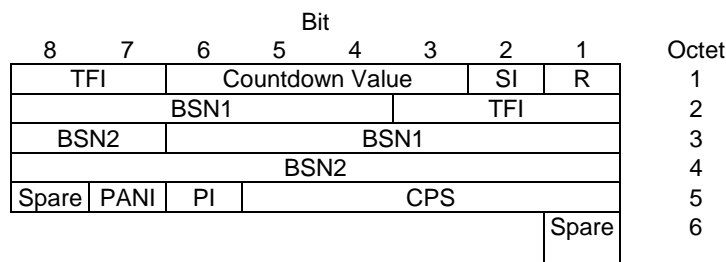 Bit
8 7 6 5 4 3 2 1 Octet
TFI Countdown Value SI R 1
BSN1 TFI 2
BSN2 BSN1 3
BSN2 4
Spare PANI PI CPS 5
Spare 6